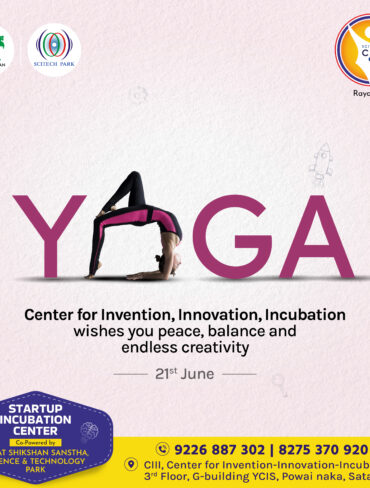 SCITECH PARK
Raya
YOGA
Center for Invention, Innovation, Incubation
wishes you peace, balance and
endless creativity
21st June
STARTUP
INCUBATION
CENTER
Co-Powered by
AT SHIKSHAN SANSTHA,
ENCE & TECHNOLOGY
PARK
9226 887 302 | 8275 370 920
CIII, Center for Invention-Innovation-Incub
3rd Floor, G-building YCIS, Powai naka, Sata